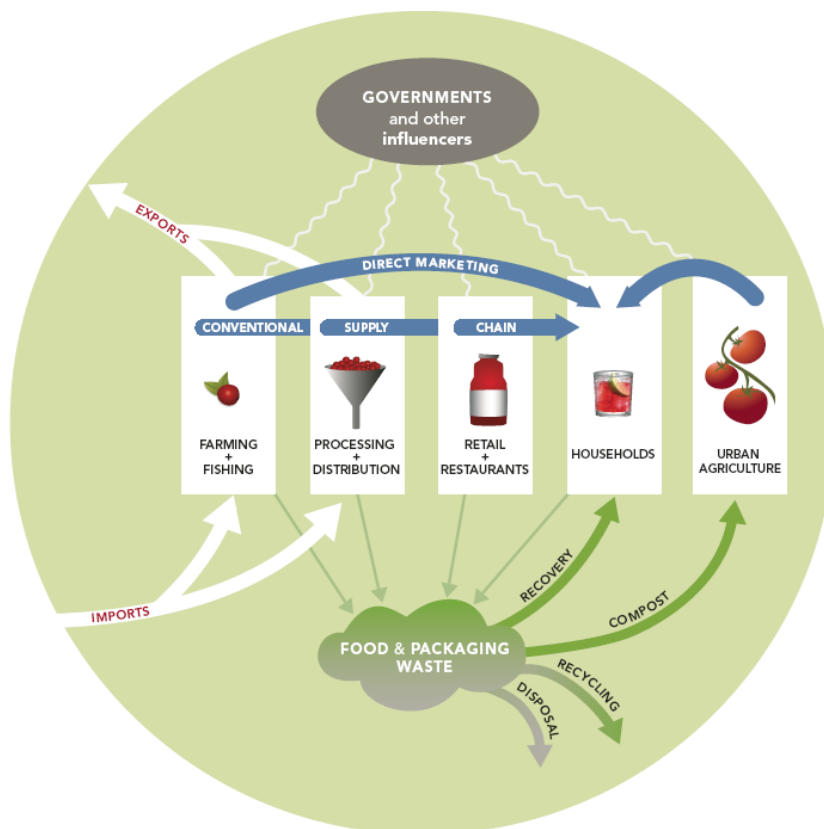 GOVERNMENTS
and other
influencers
EXPORTS
DIRECT MARKETING
CONVENTIONAL
SUPPLY
CHAIN
FARMING
+
FISHING
PROCESSING
+
DISTRIBUTION
RETAIL
+
RESTAURANTS
HOUSEHOLDS
URBAN
AGRICULTURE
IMPORTS
RECOVERY
COMPOST
FOOD & PACKAGING
WASTE
RECYCLING
DISPOSAL